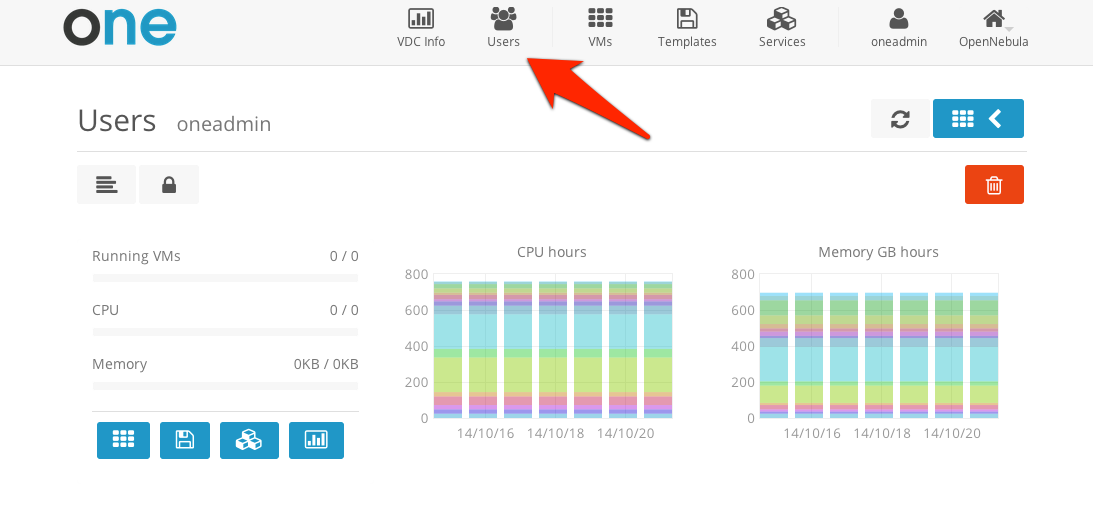 one
VDC Info Users VMs Templates Services oneadmin OpenNebula
Users oneadmin
Running VMs 0 / 0
CPU 0 / 0
Memory 0KB / 0KB
CPU hours
800
600
400
200
0
14/10/16 14/10/18 14/10/20
Memory GB hours
800
600
400
200
0
14/10/16 14/10/18 14/10/20